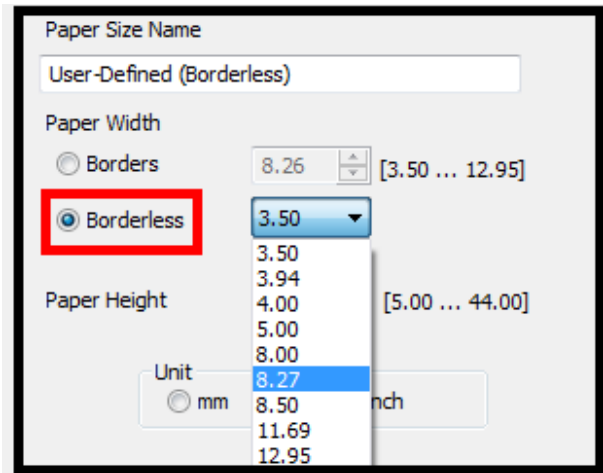 Paper Size Name
User-Defined (Borderless)
Paper Width
Borders 8.26 [3.50 ... 12.95]
Borderless 3.50
3.50
3.94
Paper Height 4.00 [5.00 ... 44.00]
5.00
8.00
Unit 8.27
mm 8.50
11.69
12.95